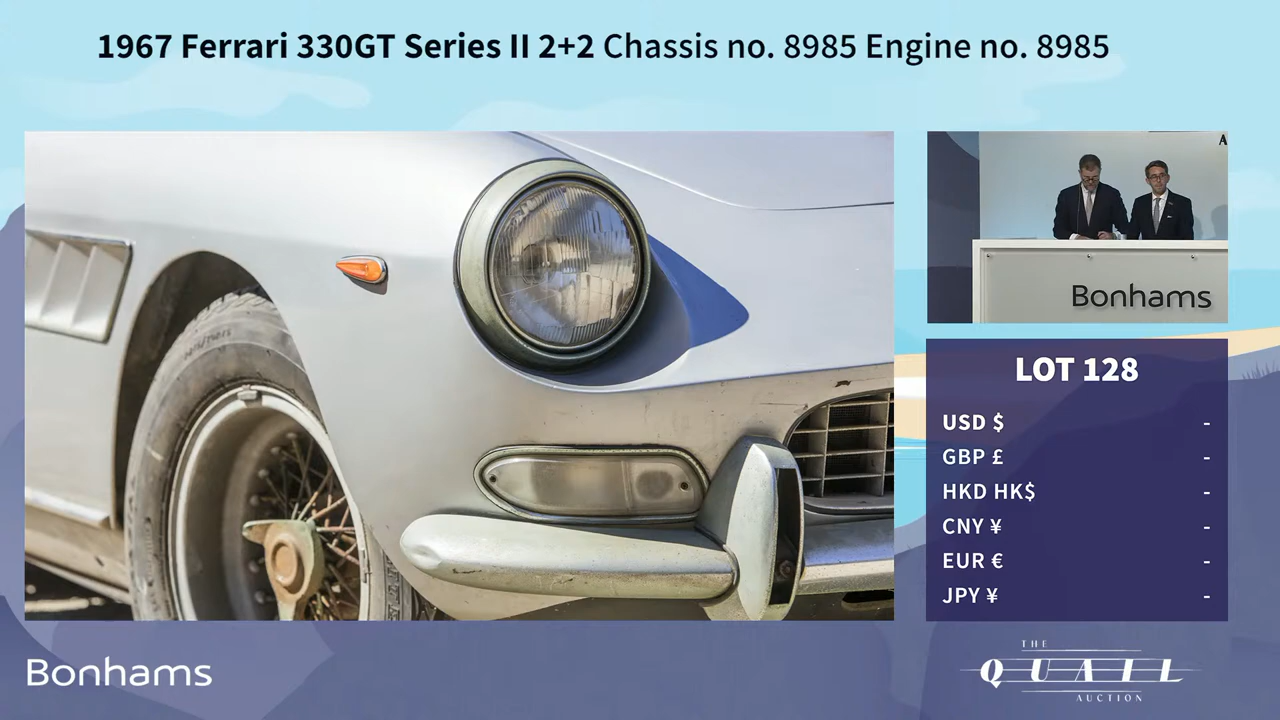 1967 Ferrari 330GT Series II 2+2 Chassis no. 8985 Engine no. 8985
A
Bonhams
LOT 128
USD $ -
GBP £ -
HKD HK$ -
CNY ¥ -
EUR € -
JPY ¥ -
Bonhams
THE
QUAIL
AUCTION